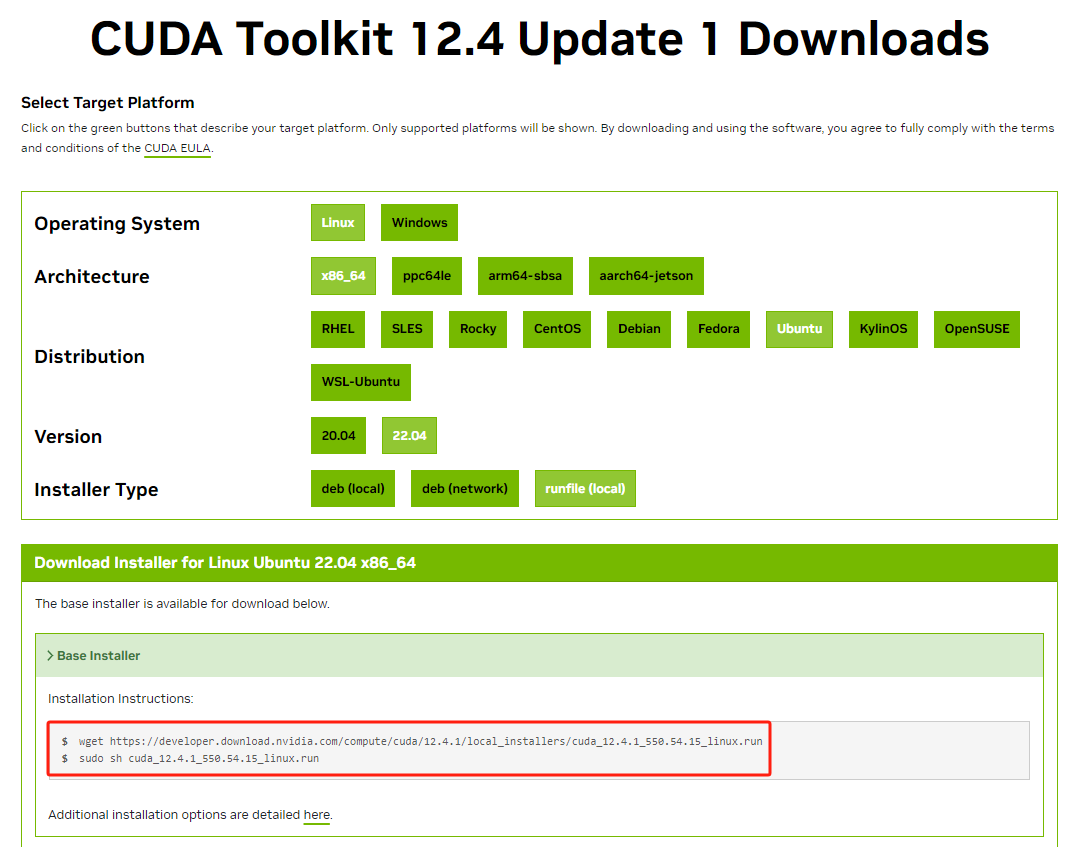 CUDA Toolkit 12.4 Update 1 Downloads
Select Target Platform
Click on the green buttons that describe your target platform. Only supported platforms will be shown. By downloading and using the software, you agree to fully comply with the terms
and conditions of the CUDA EULA.
Operating System Linux Windows
Architecture x86_64 ppc64le arm64-sbsa aarch64-jetson
Distribution RHEL SLES Rocky CentOS Debian Fedora Ubuntu KylinOS OpenSUSE
WSL-Ubuntu
Version 20.04 22.04
Installer Type deb (local) deb (network) runfile (local)
Download Installer for Linux Ubuntu 22.04 x86_64
The base installer is available for download below.
Base Installer
Installation Instructions:
$ wget https://developer.download.nvidia.com/compute/cuda/12.4.1/local_installers/cuda_12.4.1_550.54.15_linux.run
$ sudo sh cuda_12.4.1_550.54.15_linux.run
Additional installation options are detailed here.